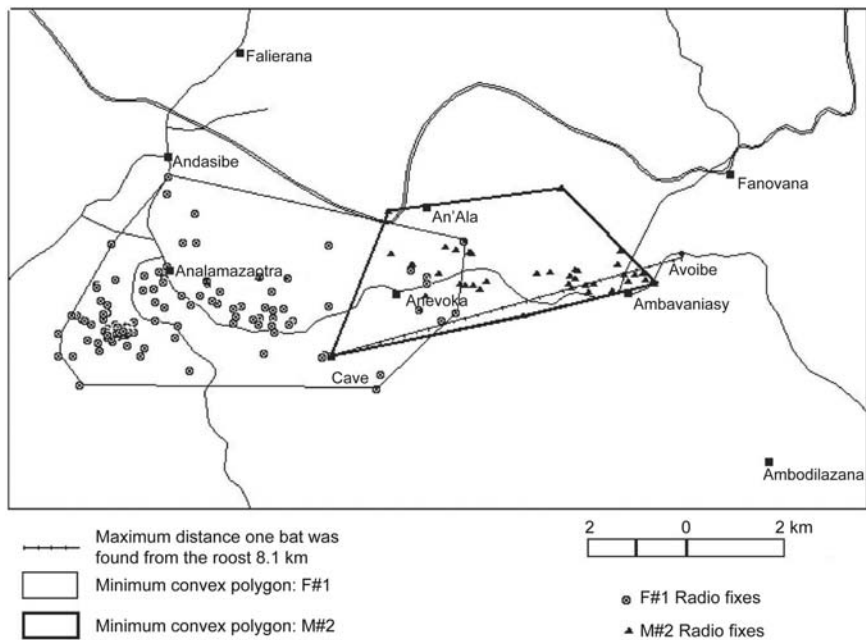 Falierana
Andasibe
Fanovana
An'Ala
Analamazaotra
Avoibe
Anevoka
Ambavaniasy
Cave
Ambodilazana
Maximum distance one bat was
found from the roost 8.1 km
Minimum convex polygon: F#1
Minimum convex polygon: M#2
2 0 2 km
F#1 Radio fixes
M#2 Radio fixes